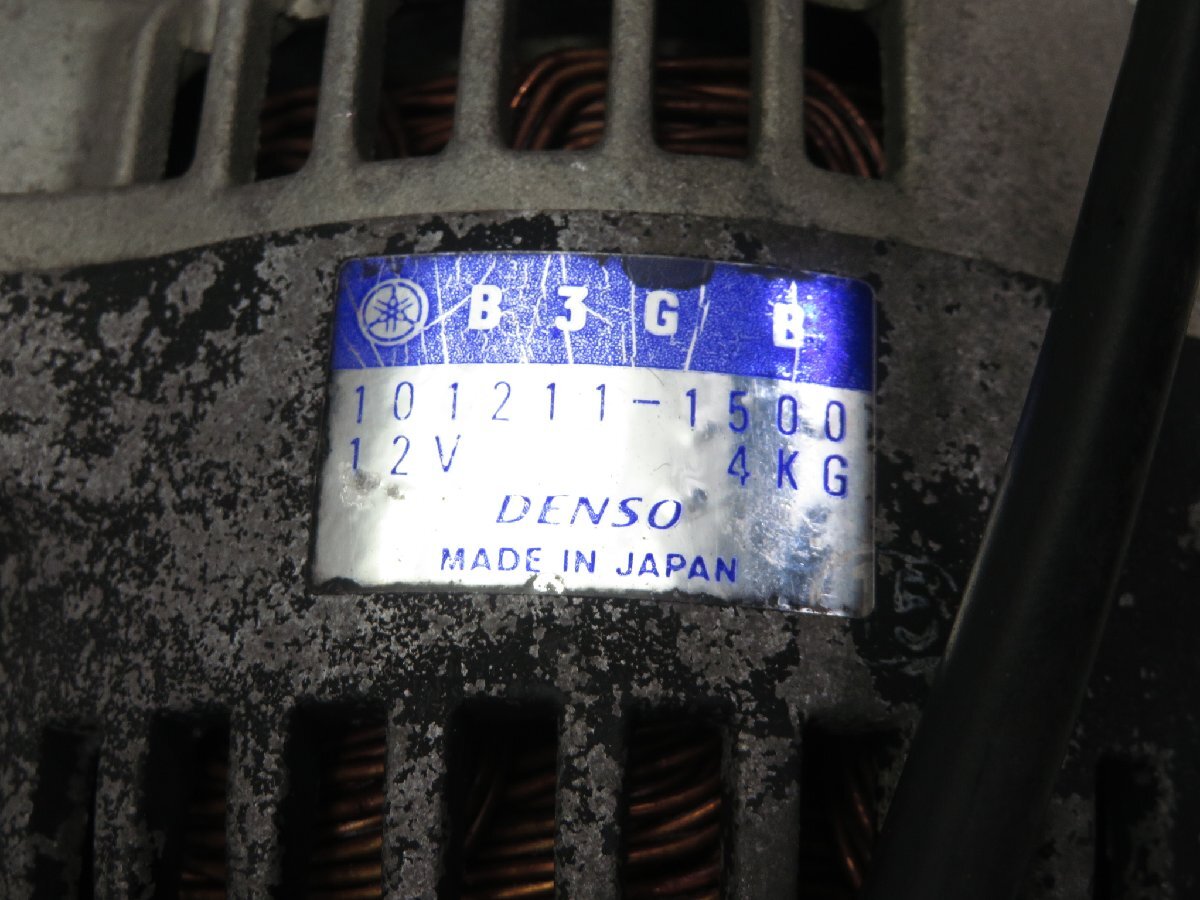 B3G B
101211-1500
12V 4KG
DENSO
MADE IN JAPAN